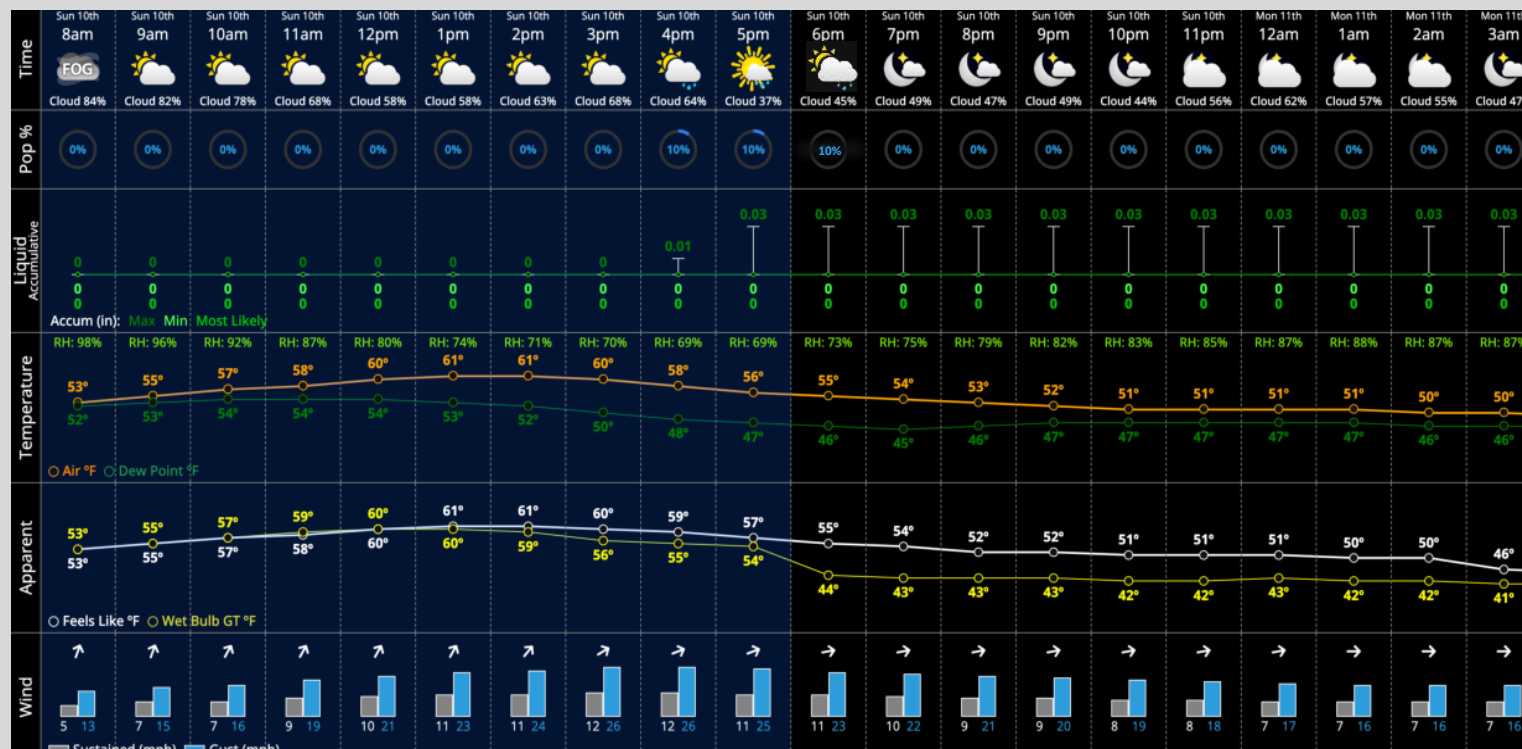 Sun 10th Sun 10th Sun 10th Sun 10th Sun 10th Sun 10th Sun 10th Sun 10th Sun 10th Sun 10th Sun 10th Sun 10th Sun 10th Sun 10th Sun 10th Sun 10th Mon 11th Mon 11th Mon 11th Mon 11t
8am 9am 10am 11am 12pm 1pm 2pm 3pm 4pm 5pm 6pm 7pm 8pm 9pm 10pm 11pm 12am 1am 2am 3am
Time
FOG
Cloud 84% Cloud 82% Cloud 78% Cloud 68% Cloud 58% Cloud 58% Cloud 63% Cloud 68% Cloud 64% Cloud 37% Cloud 45% Cloud 49% Cloud 47% Cloud 49% Cloud 44% Cloud 56% Cloud 62% Cloud 57% Cloud 55% Cloud 47
Pop %
0% 0% 0% 0% 0% 0% 0% 0% 10% 10% 10% 0% 0% 0% 0% 0% 0% 0% 0% 0%
Liquid
Accumulative
0 0 0 0 0 0 0 0 0.01 0.03 0.03 0.03 0.03 0.03 0.03 0.03 0.03 0.03 0.03 0.03
0 0 0 0 0 0 0 0 0 0 0 0 0 0 0 0 0 0 0 0
0 0 0 0 0 0 0 0 0 0 0 0 0 0 0 0 0 0 0 0
Accum (in): Max Min Most Likely
Temperature
RH: 98% RH: 96% RH: 92% RH: 87% RH: 80% RH: 74% RH: 71% RH: 70% RH: 69% RH: 69% RH: 73% RH: 75% RH: 79% RH: 82% RH: 83% RH: 85% RH: 87% RH: 88% RH: 87% RH: 87%
53° 55° 57° 58° 60° 61° 61° 60° 58° 56° 55° 54° 53° 52° 51° 51° 51° 51° 50° 50°
52° 53° 54° 54° 54° 53° 52° 50° 48° 47° 46° 45° 46° 47° 47° 47° 47° 47° 46° 46°
Air °F Dew Point °F
Apparent
53° 55° 57° 59° 60° 61° 61° 60° 59° 57° 55° 54° 52° 52° 51° 51° 51° 50° 50° 46°
53° 55° 57° 58° 60° 60° 59° 56° 55° 54° 44° 43° 43° 43° 42° 42° 43° 42° 42° 41°
Feels Like °F Wet Bulb GT °F
Wind
5 13 7 15 7 16 9 19 10 21 11 23 11 24 12 26 12 26 11 25 11 23 10 22 9 21 9 20 8 19 8 18 7 17 7 16 7 16 7 16
Sustained (mph) Gust (mph)